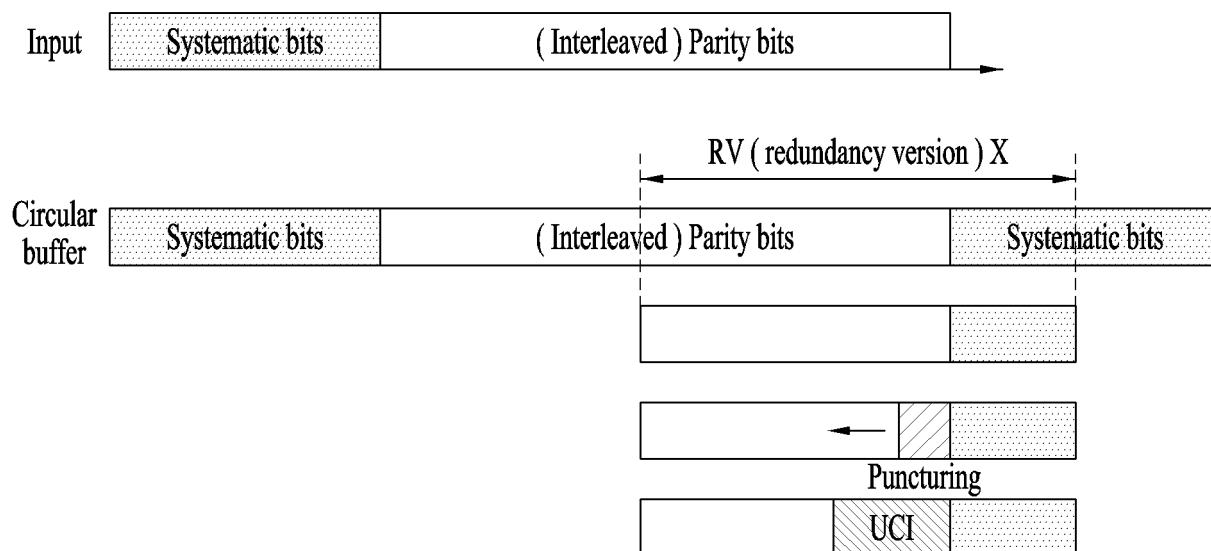 Input
Systematic bits
( Interleaved ) Parity bits
RV ( redundancy version ) X
Circular
buffer
Systematic bits
( Interleaved ) Parity bits
Systematic bits
Puncturing
UCI